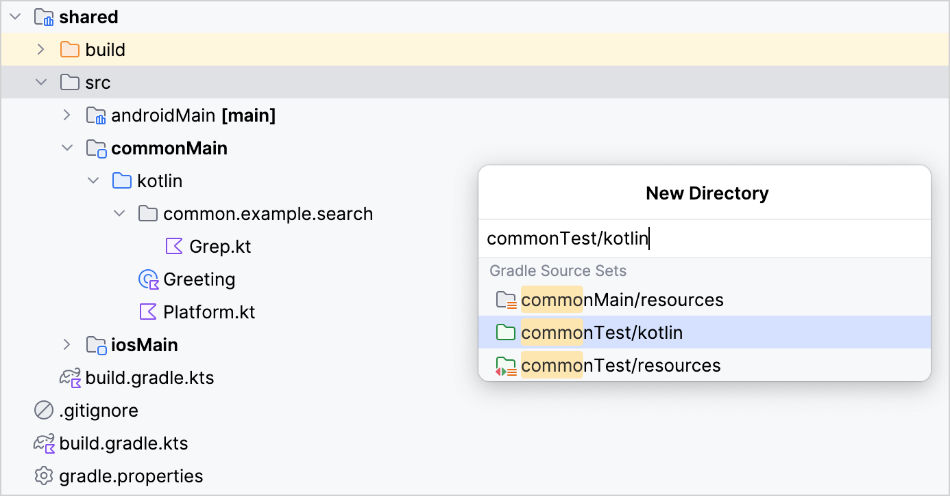 shared
build
src
androidMain [main]
commonMain
kotlin
common.example.search
Grep.kt
Greeting
Platform.kt
iosMain
build.gradle.kts
.gitignore
build.gradle.kts
gradle.properties
New Directory
commonTest/kotlin
Gradle Source Sets
commonMain/resources
commonTest/kotlin
commonTest/resources